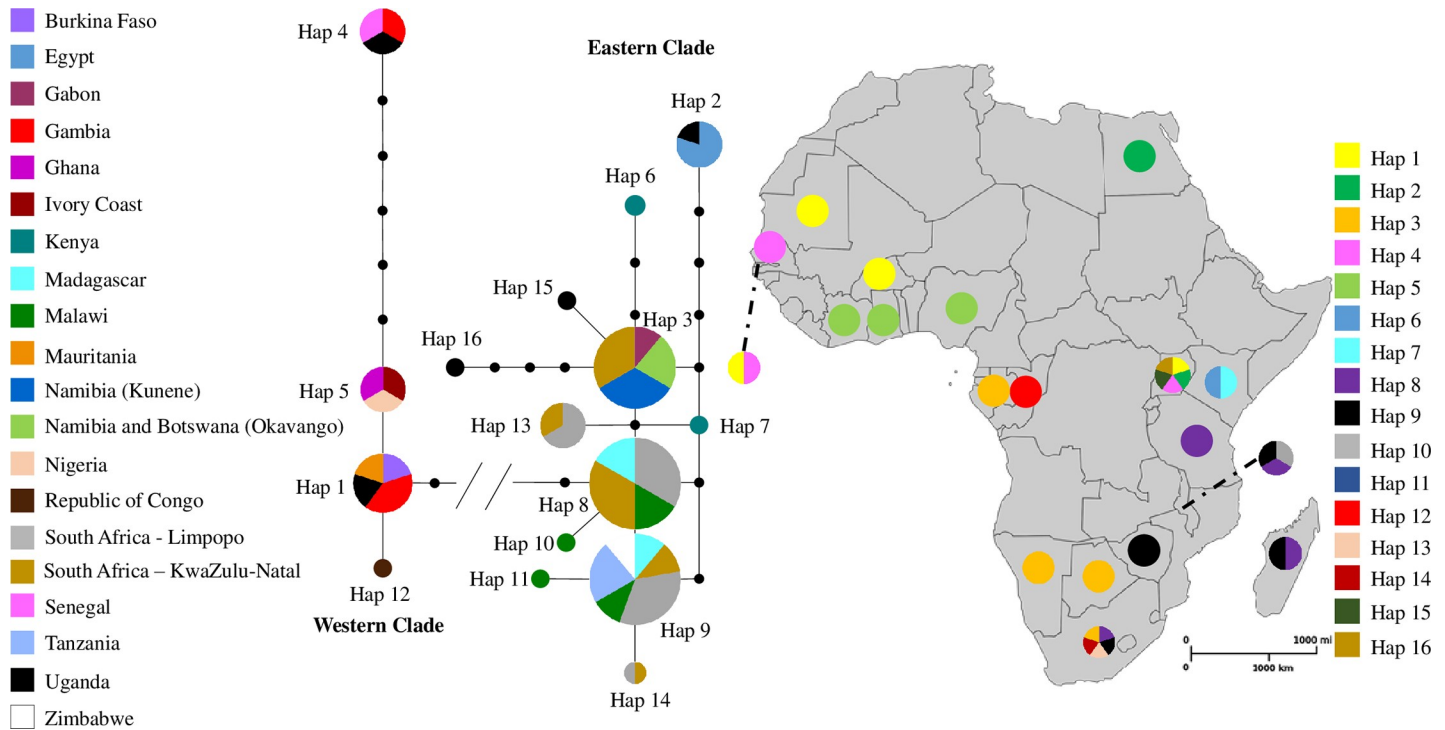 Burkina Faso
Egypt
Gabon
Gambia
Ghana
Ivory Coast
Kenya
Madagascar
Malawi
Mauritania
Namibia (Kunene)
Namibia and Botswana (Okavango)
Nigeria
Republic of Congo
South Africa - Limpopo
South Africa – KwaZulu-Natal
Senegal
Tanzania
Uganda
Zimbabwe
Hap 4
Hap 5
Hap 1
Hap 12
Western Clade
Eastern Clade
Hap 2
Hap 6
Hap 15
Hap 3
Hap 16
Hap 13
Hap 7
Hap 8
Hap 10
Hap 11
Hap 9
Hap 14
0 1000 mi
0 1000 km
Hap 1
Hap 2
Hap 3
Hap 4
Hap 5
Hap 6
Hap 7
Hap 8
Hap 9
Hap 10
Hap 11
Hap 12
Hap 13
Hap 14
Hap 15
Hap 16